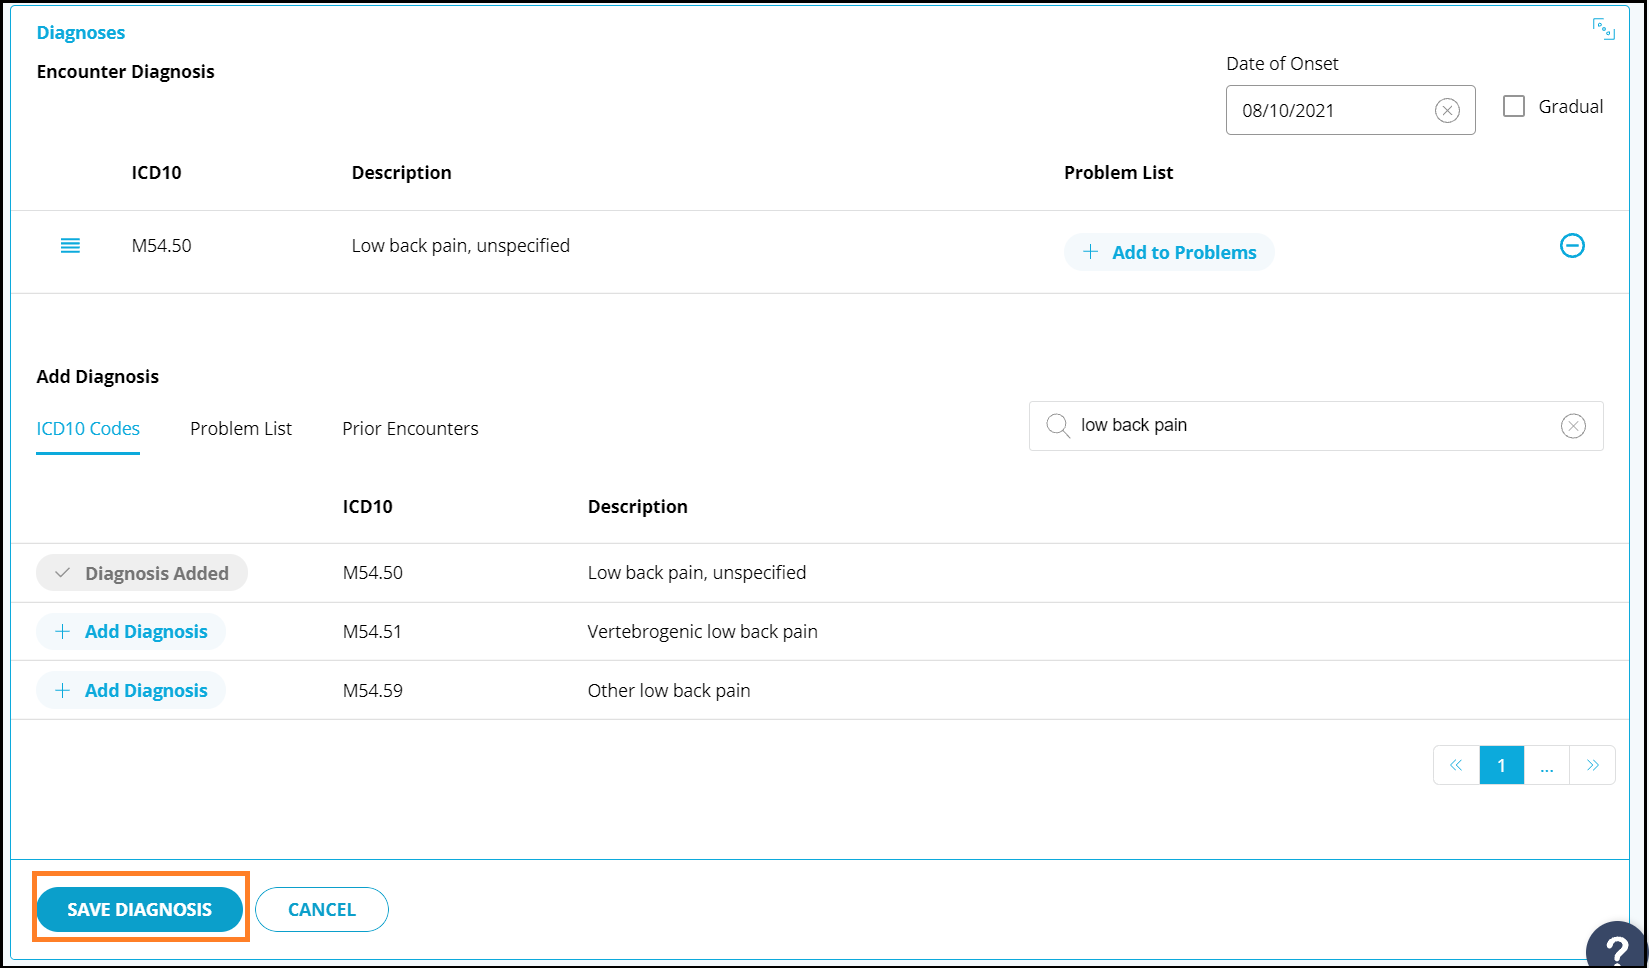 Diagnoses
Encounter Diagnosis
Date of Onset
08/10/2021
Gradual
ICD10 Description Problem List
M54.50 Low back pain, unspecified + Add to Problems
Add Diagnosis
ICD10 Codes Problem List Prior Encounters
low back pain
ICD10 Description
Diagnosis Added M54.50 Low back pain, unspecified
+ Add Diagnosis M54.51 Vertebrogenic low back pain
+ Add Diagnosis M54.59 Other low back pain
« 1 ... »
SAVE DIAGNOSIS CANCEL
?